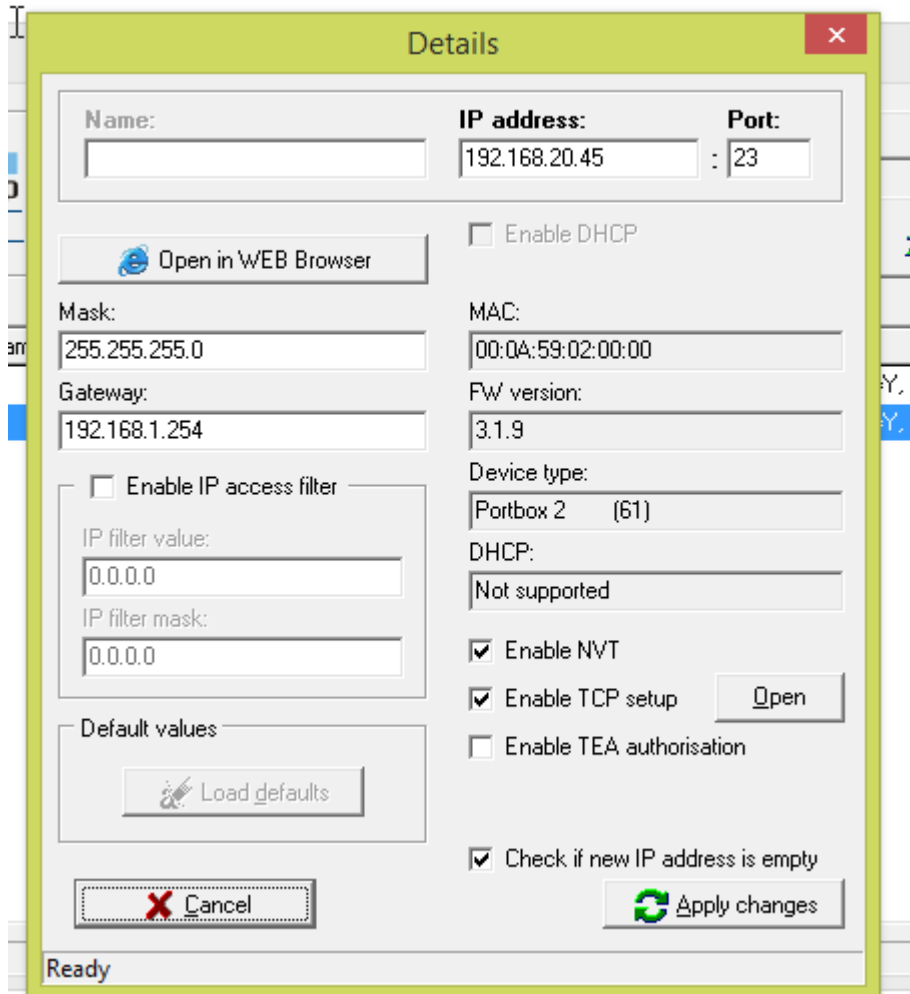 Details
Name:
IP address:
Port:
192.168.20.45
:
23
Enable DHCP
Open in WEB Browser
Mask:
255.255.255.0
MAC:
00:0A:59:02:00:00
Gateway:
192.168.1.254
FW version:
3.1.9
Enable IP access filter
IP filter value:
0.0.0.0
IP filter mask:
0.0.0.0
Device type:
Portbox 2 (61)
DHCP:
Not supported
Enable NVT
Enable TCP setup
Open
Enable TEA authorisation
Default values
Load defaults
Check if new IP address is empty
Cancel
Apply changes
Ready